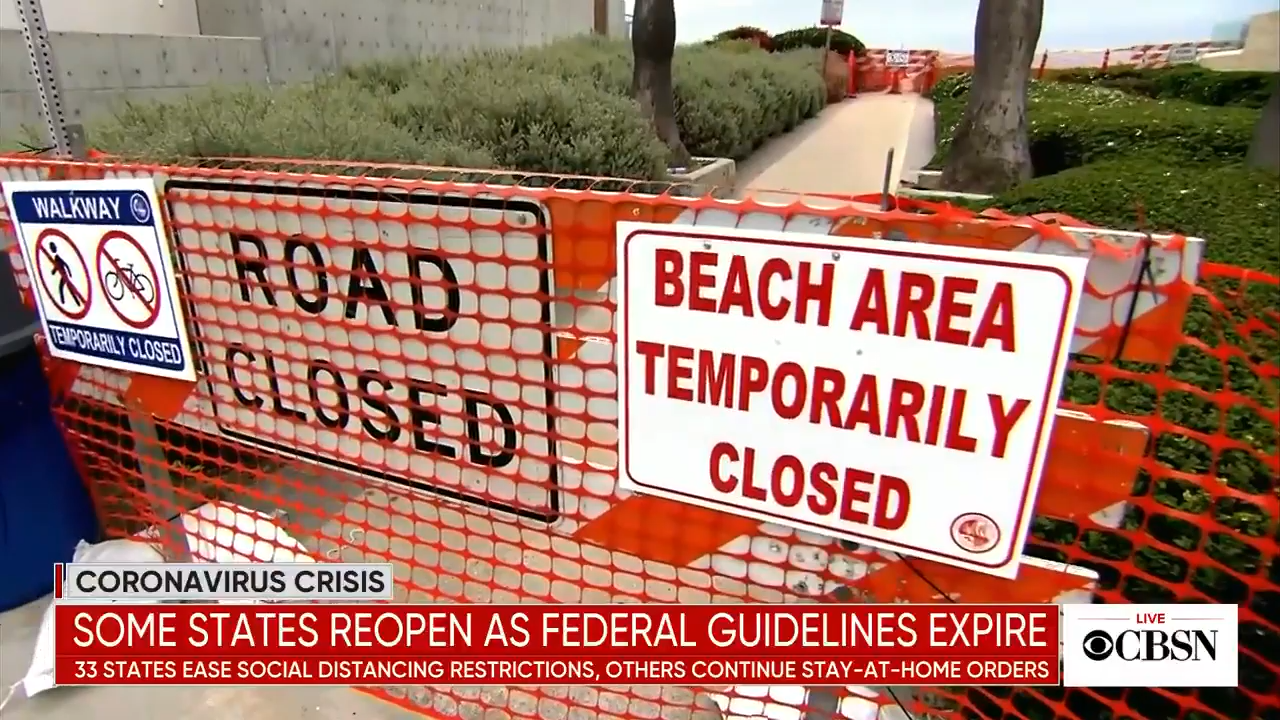 WALKWAY
TEMPORARILY CLOSED
ROAD
CLOSED
BEACH AREA
TEMPORARILY
CLOSED
CORONAVIRUS CRISIS
SOME STATES REOPEN AS FEDERAL GUIDELINES EXPIRE
33 STATES EASE SOCIAL DISTANCING RESTRICTIONS, OTHERS CONTINUE STAY-AT-HOME ORDERS
LIVE
CBSN